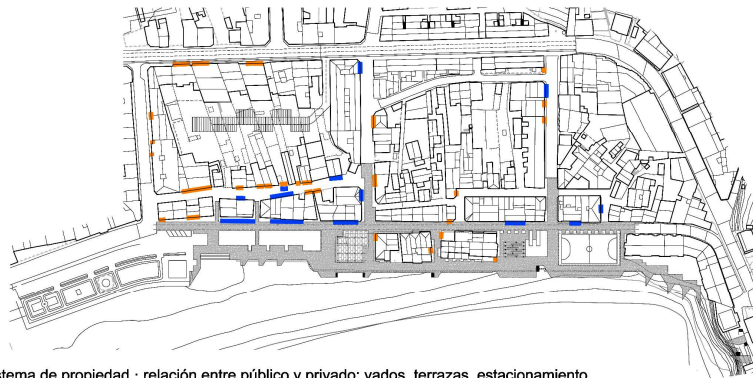 stema de propiedad : relación entre público y privado: vados, terrazas, estacionamiento